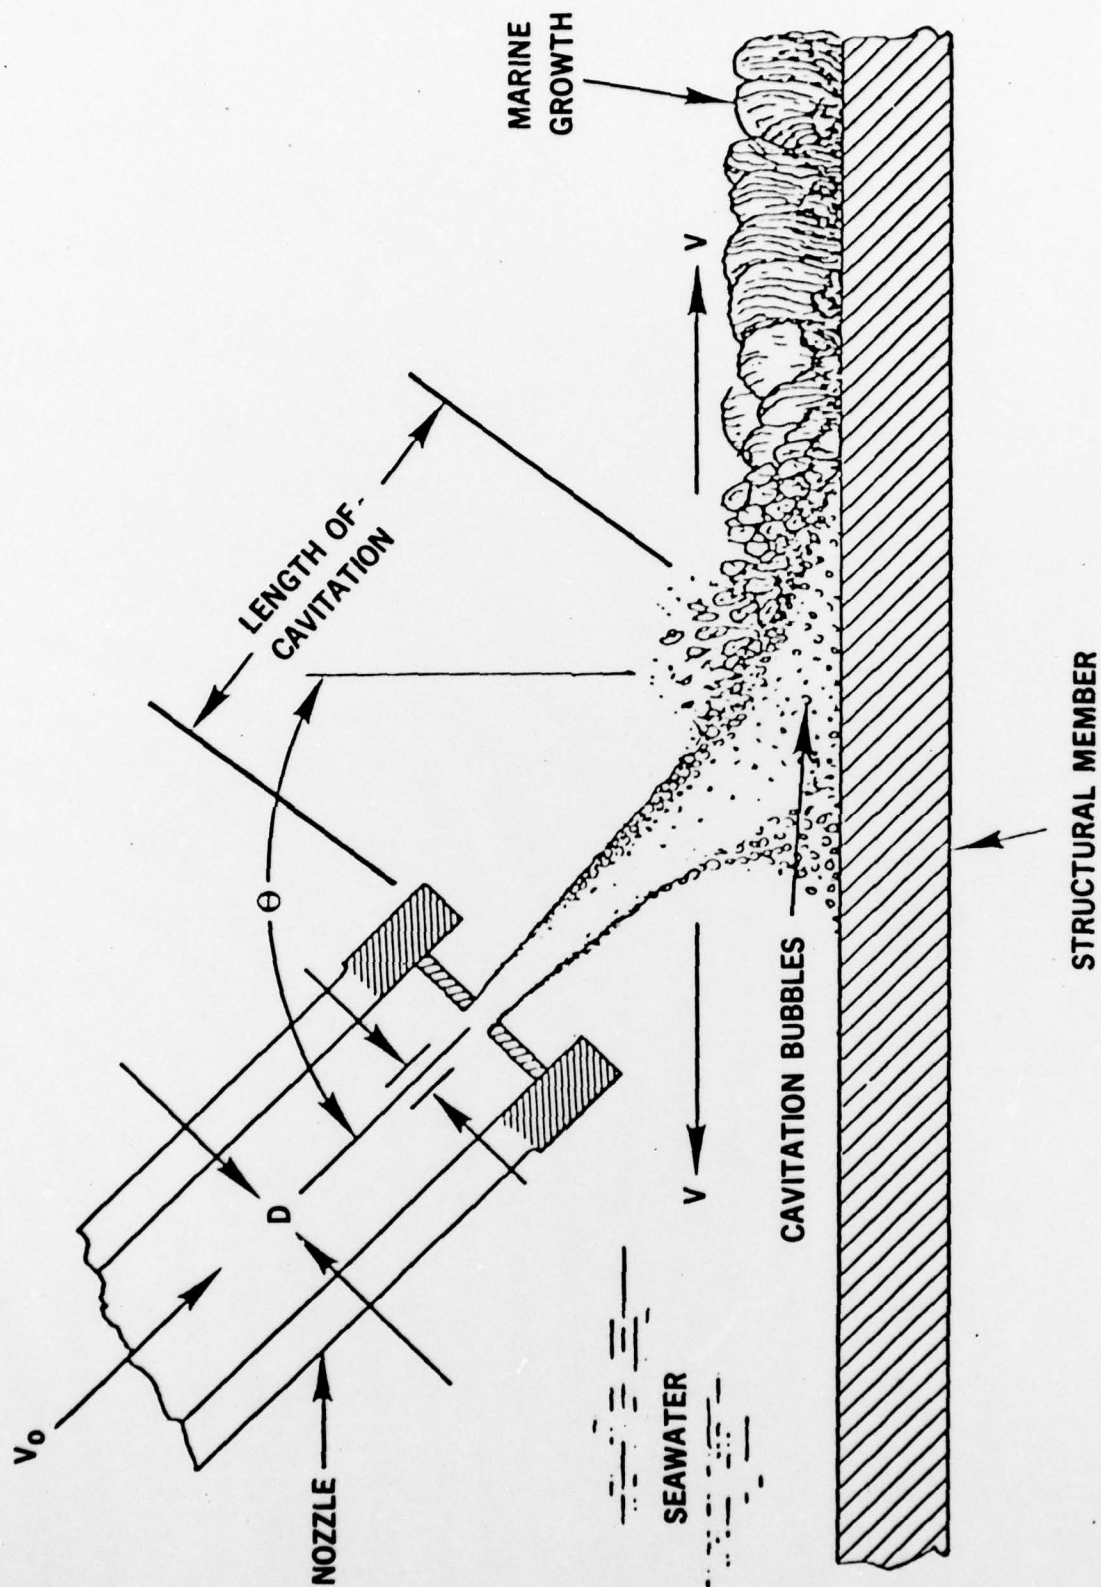 MARINE
GROWTH
LENGTH OF
CAVITATION
V
Θ
D
V₀
NOZZLE
V
SEAWATER
CAVITATION BUBBLES
STRUCTURAL MEMBER